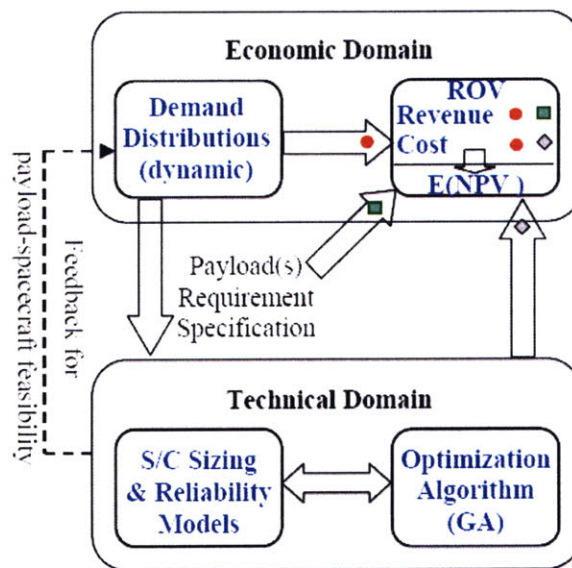 Economic Domain
Demand
Distributions
(dynamic)
ROV
Revenue
Cost
E(NPV )
Feedback for
payload-spacecraft feasibility
Payload(s)
Requirement
Specification
Technical Domain
S/C Sizing
& Reliability
Models
Optimization
Algorithm
(GA)